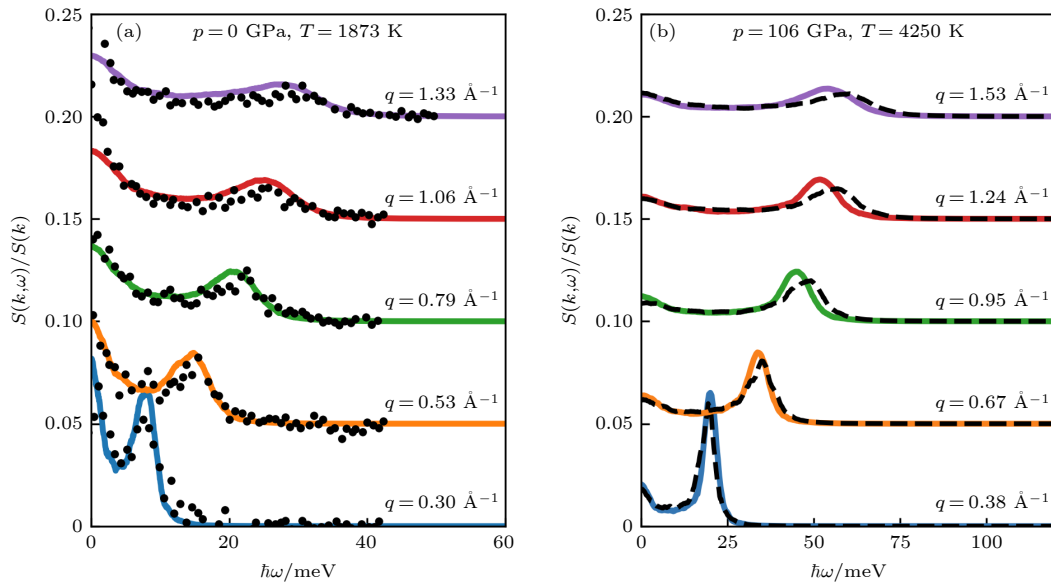 (a) p = 0 GPa, T = 1873 K
0.25
0.20
0.15
0.10
0.05
0
S(k,ω)/S(k)
q = 1.33 Å⁻¹
q = 1.06 Å⁻¹
q = 0.79 Å⁻¹
q = 0.53 Å⁻¹
q = 0.30 Å⁻¹
0 20 40 60
ℏω/meV
(b) p = 106 GPa, T = 4250 K
0.25
0.20
0.15
0.10
0.05
0
S(k,ω)/S(k)
q = 1.53 Å⁻¹
q = 1.24 Å⁻¹
q = 0.95 Å⁻¹
q = 0.67 Å⁻¹
q = 0.38 Å⁻¹
0 25 50 75 100
ℏω/meV